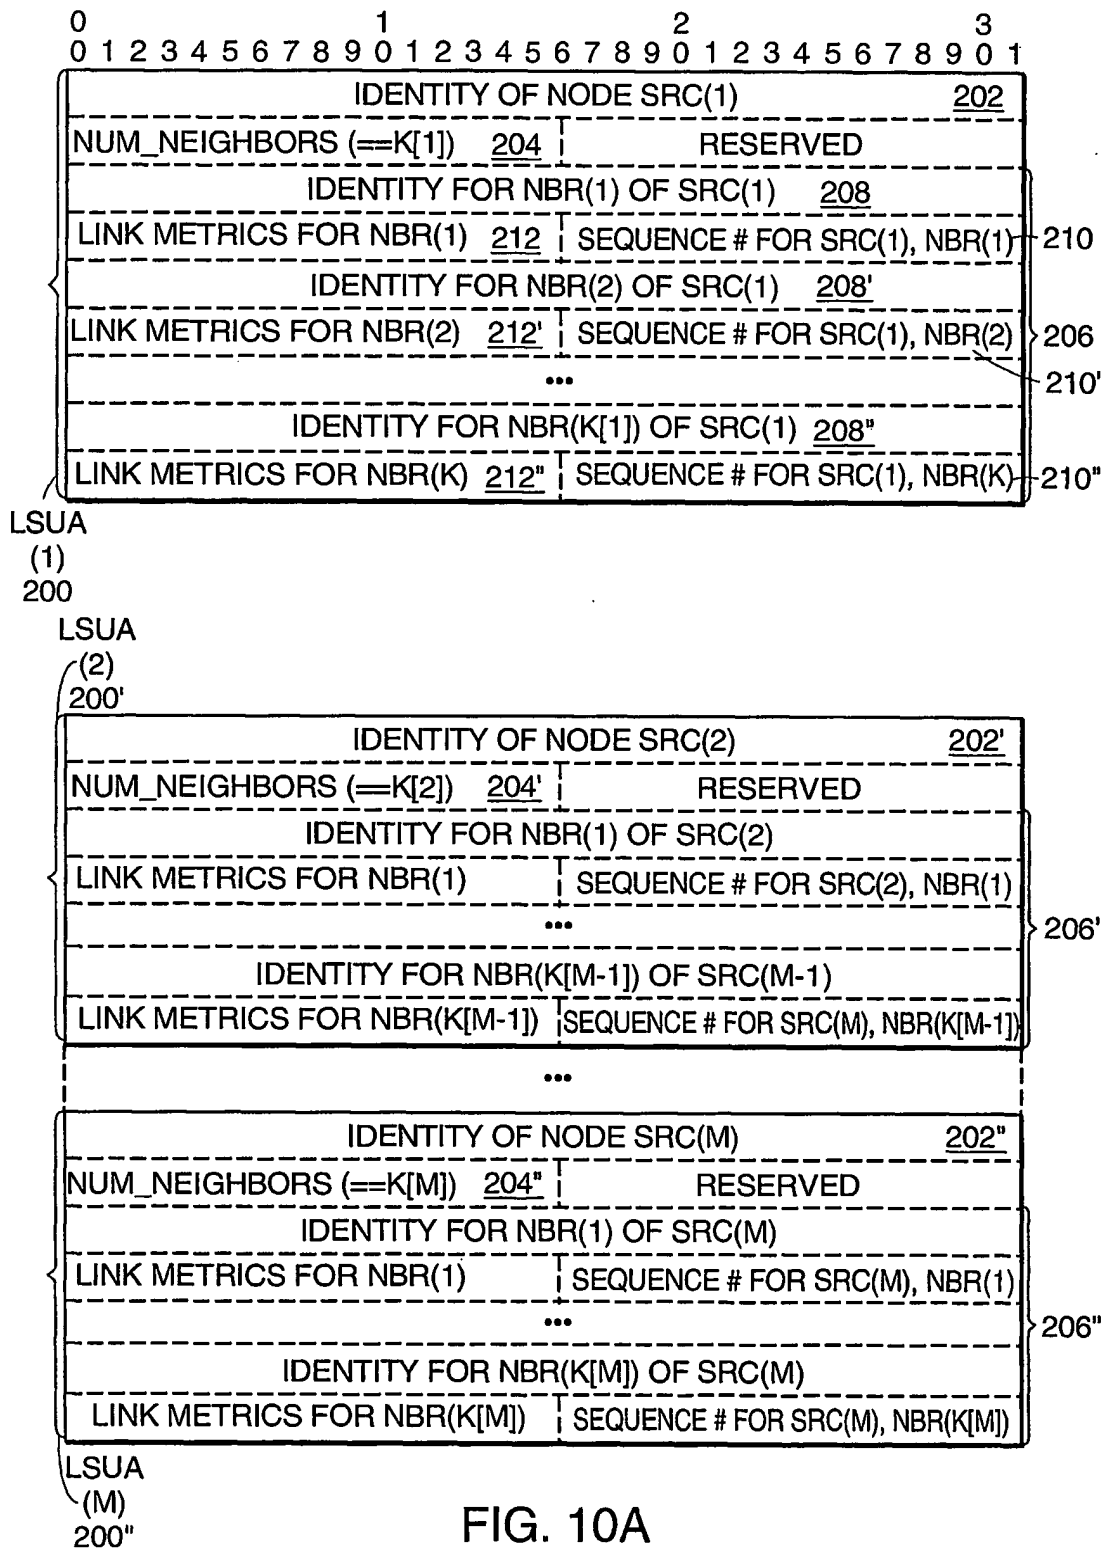 0 1 2 3
0 1 2 3 4 5 6 7 8 9 0 1 2 3 4 5 6 7 8 9 0 1 2 3 4 5 6 7 8 9 0 1
IDENTITY OF NODE SRC(1) 202
NUM_NEIGHBORS (==K[1]) 204 RESERVED
IDENTITY FOR NBR(1) OF SRC(1) 208
LINK METRICS FOR NBR(1) 212 SEQUENCE # FOR SRC(1), NBR(1) 210
IDENTITY FOR NBR(2) OF SRC(1) 208'
LINK METRICS FOR NBR(2) 212' SEQUENCE # FOR SRC(1), NBR(2) 206
... 210'
IDENTITY FOR NBR(K[1]) OF SRC(1) 208"
LINK METRICS FOR NBR(K) 212" SEQUENCE # FOR SRC(1), NBR(K) 210"
LSUA
(1)
200
LSUA
(2)
200'
IDENTITY OF NODE SRC(2) 202'
NUM_NEIGHBORS (==K[2]) 204' RESERVED
IDENTITY FOR NBR(1) OF SRC(2)
LINK METRICS FOR NBR(1) SEQUENCE # FOR SRC(2), NBR(1)
... 206'
IDENTITY FOR NBR(K[M-1]) OF SRC(M-1)
LINK METRICS FOR NBR(K[M-1]) SEQUENCE # FOR SRC(M), NBR(K[M-1])
...
IDENTITY OF NODE SRC(M) 202"
NUM_NEIGHBORS (==K[M]) 204" RESERVED
IDENTITY FOR NBR(1) OF SRC(M)
LINK METRICS FOR NBR(1) SEQUENCE # FOR SRC(M), NBR(1)
... 206"
IDENTITY FOR NBR(K[M]) OF SRC(M)
LINK METRICS FOR NBR(K[M]) SEQUENCE # FOR SRC(M), NBR(K[M])
LSUA
(M)
200"
FIG. 10A